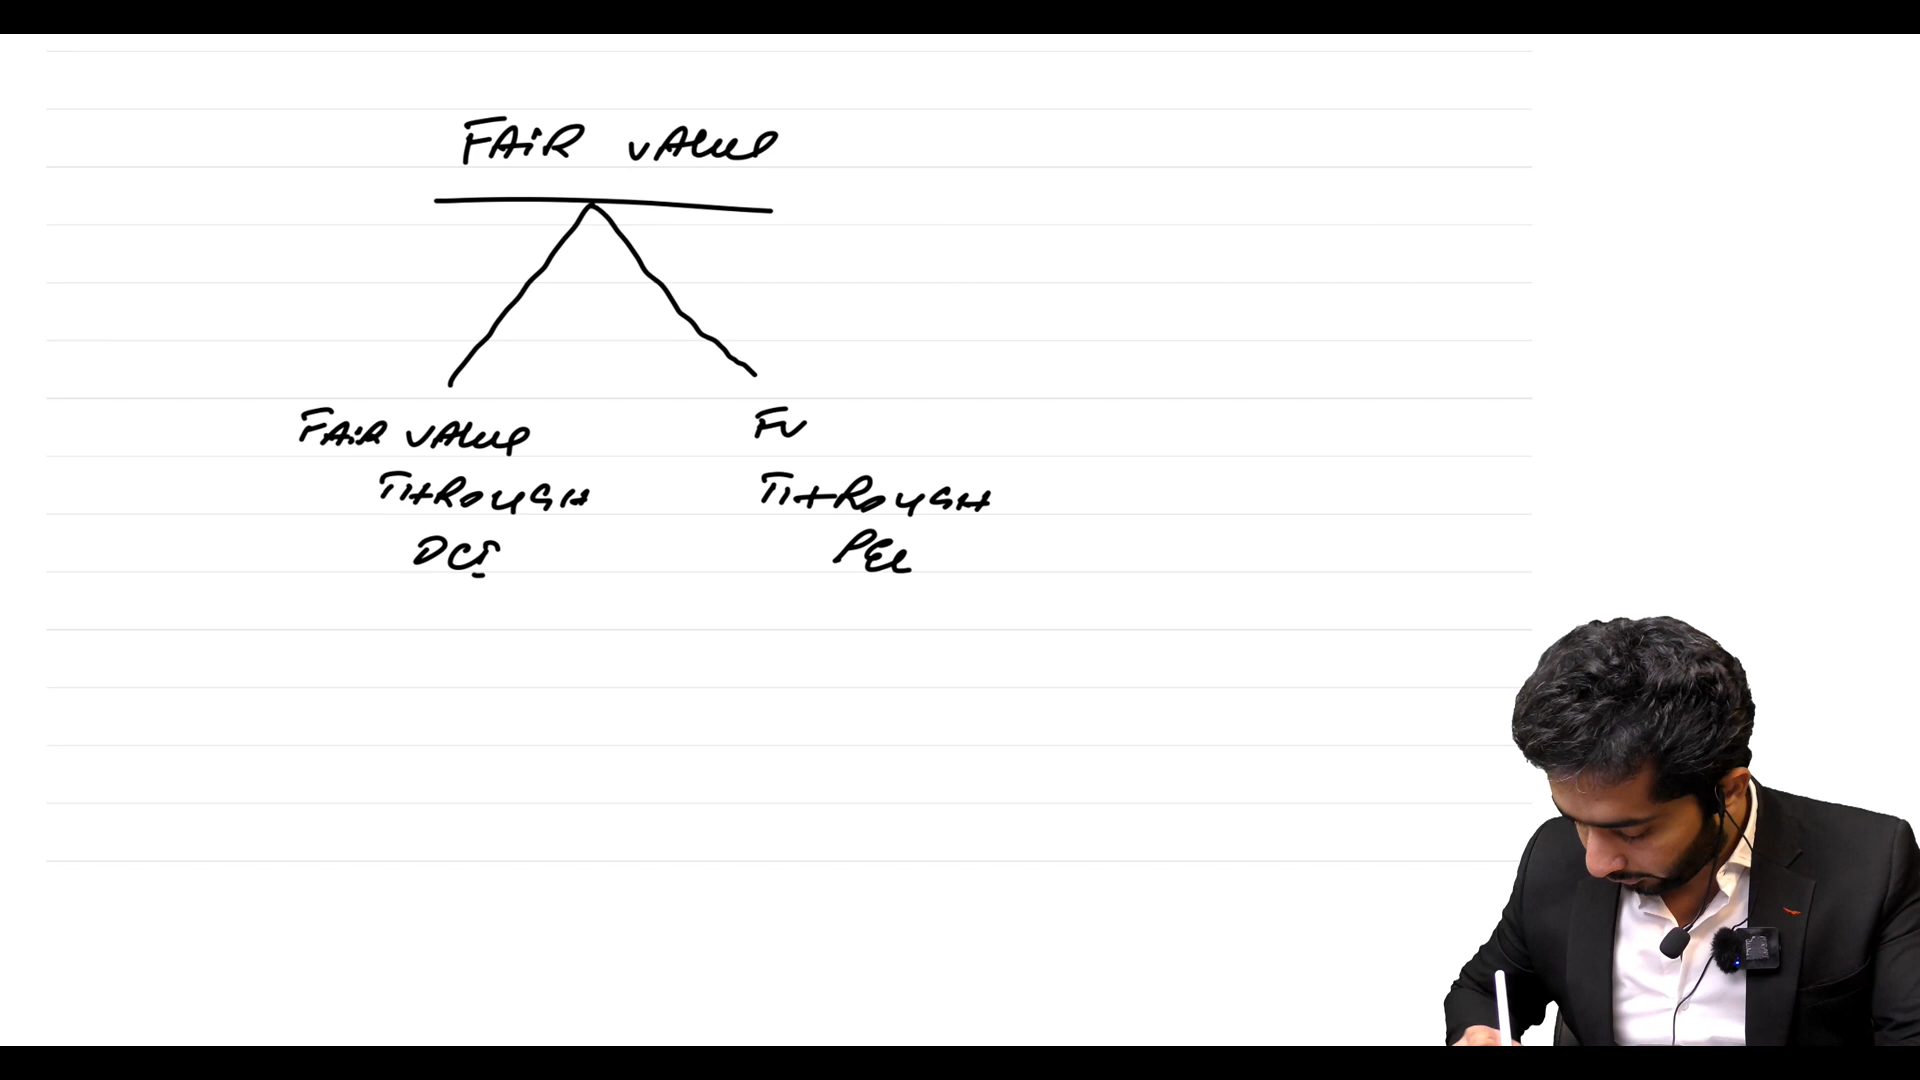 FAiR vAlue
FAiR vAlue
THROUGH
OCI
FV
THROUGH
P&L